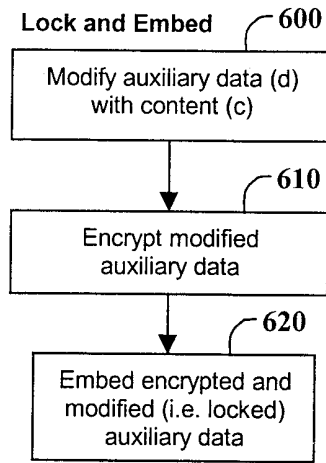 Lock and Embed
600
Modify auxiliary data (d)
with content (c)
610
Encrypt modified
auxiliary data
620
Embed encrypted and
modified (i.e. locked)
auxiliary data